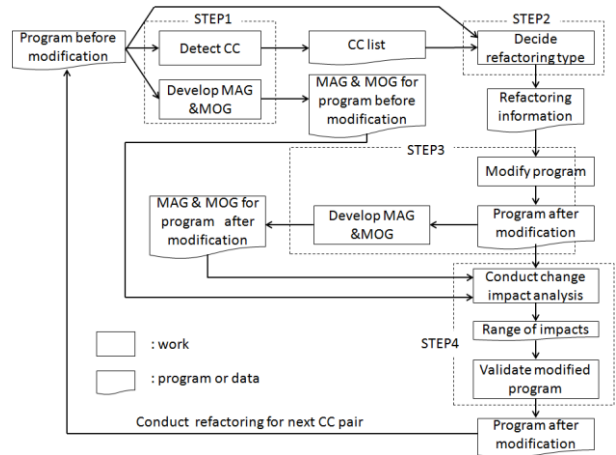 STEP1
STEP2
Program before
modification
Detect CC
CC list
Decide
refactoring type
Develop MAG
&MOG
MAG & MOG for
program before
modification
Refactoring
information
STEP3
Modify program
MAG & MOG for
program after
modification
Develop MAG
&MOG
Program after
modification
Conduct change
impact analysis
Range of impacts
STEP4
: work
Validate modified
program
: program or data
Conduct refactoring for next CC pair
Program after
modification